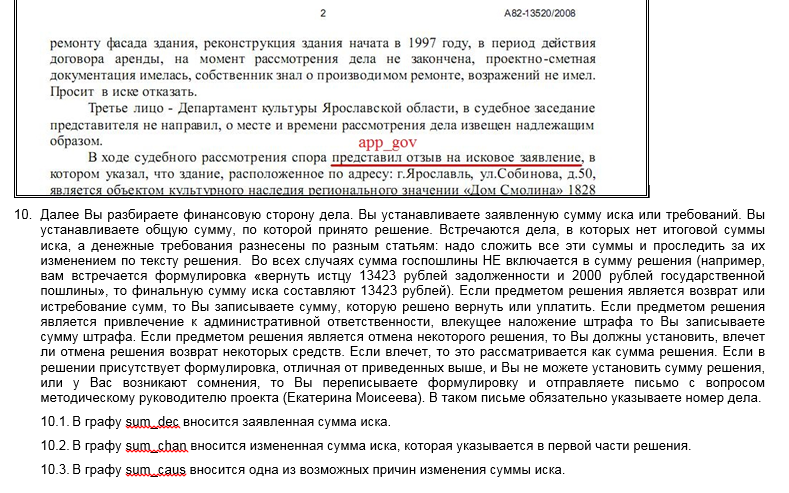 2 А82-13520/2008
ремонту фасада здания, реконструкция здания начата в 1997 году, в период действия
договора аренды, на момент рассмотрения дела не закончена, проектно-сметная
документация имелась, собственник знал о производимом ремонте, возражений не имел.
Просит в иске отказать.
Третье лицо - Департамент культуры Ярославской области, в судебное заседание
представителя не направил, о месте и времени рассмотрения дела извещен надлежащим
образом.
app_gov
В ходе судебного рассмотрения спора представил отзыв на исковое заявление, в
котором указал, что здание, расположенное по адресу: г.Ярославль, ул.Собинова, д.50,
является объектом культурного наследия регионального значении «Дом Смолина» 1828
10. Далее Вы разбираете финансовую сторону дела. Вы устанавливаете заявленную сумму иска или требований. Вы
устанавливаете общую сумму, по которой принято решение. Встречаются дела, в которых нет итоговой суммы
иска, а денежные требования разнесены по разным статьям: надо сложить все эти суммы и проследить за их
изменением по тексту решения. Во всех случаях сумма госпошлины НЕ включается в сумму решения (например,
вам встречается формулировка «вернуть истцу 13423 рублей задолженности и 2000 рублей государственной
пошлины», то финальную сумму иска составляют 13423 рублей). Если предметом решения является возврат или
истребование сумм, то Вы записываете сумму, которую решено вернуть или уплатить. Если предметом решения
является привлечение к административной ответственности, влекущее наложение штрафа то Вы записываете
сумму штрафа. Если предметом решения является отмена некоторого решения, то Вы должны установить, влечет
ли отмена решения возврат некоторых средств. Если влечет, то это рассматривается как сумма решения. Если в
решении присутствует формулировка, отличная от приведенных выше, и Вы не можете установить сумму решения,
или у Вас возникают сомнения, то Вы переписываете формулировку и отправляете письмо с вопросом
методическому руководителю проекта (Екатерина Моисеева). В таком письме обязательно указываете номер дела.
10.1. В графу sum_dec вносится заявленная сумма иска.
10.2. В графу sum_chan вносится измененная сумма иска, которая указывается в первой части решения.
10.3. В графу sum_caus вносится одна из возможных причин изменения суммы иска.